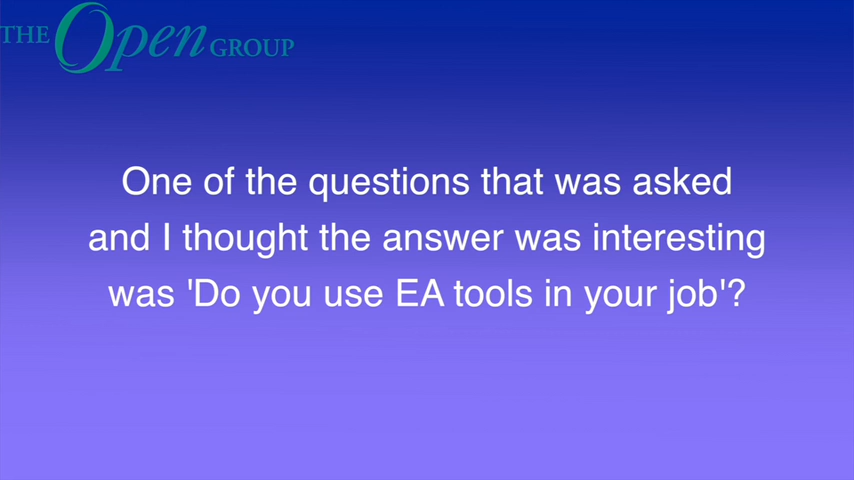 THE Open GROUP
One of the questions that was asked
and I thought the answer was interesting
was 'Do you use EA tools in your job'?